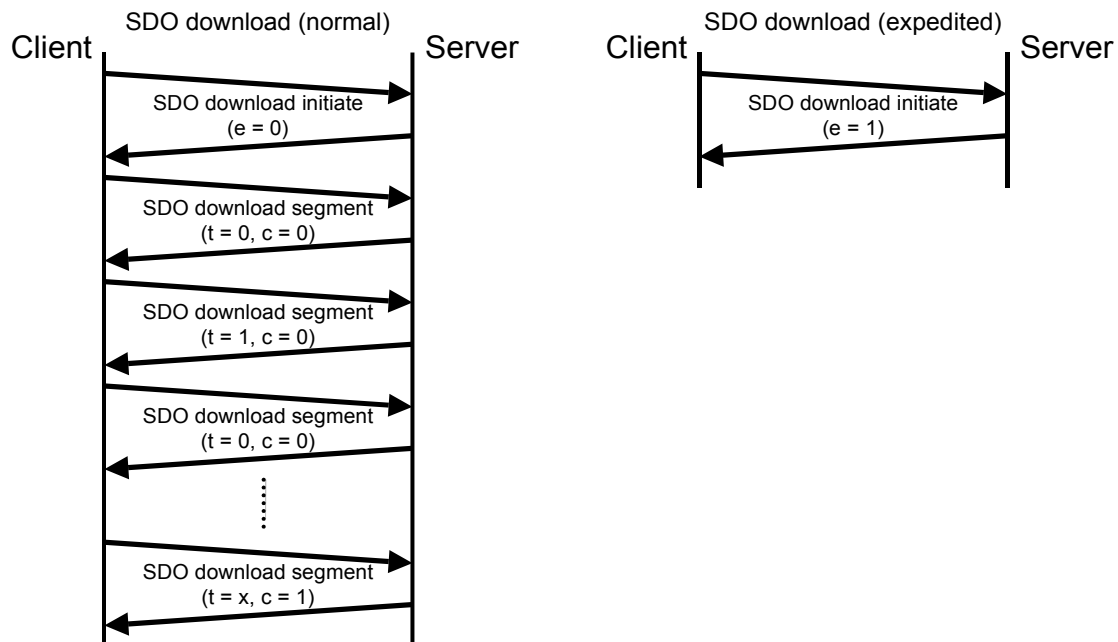 SDO download (normal)
Client
Server
SDO download initiate
(e = 0)
SDO download segment
(t = 0, c = 0)
SDO download segment
(t = 1, c = 0)
SDO download segment
(t = 0, c = 0)
SDO download segment
(t = x, c = 1)
SDO download (expedited)
Client
Server
SDO download initiate
(e = 1)